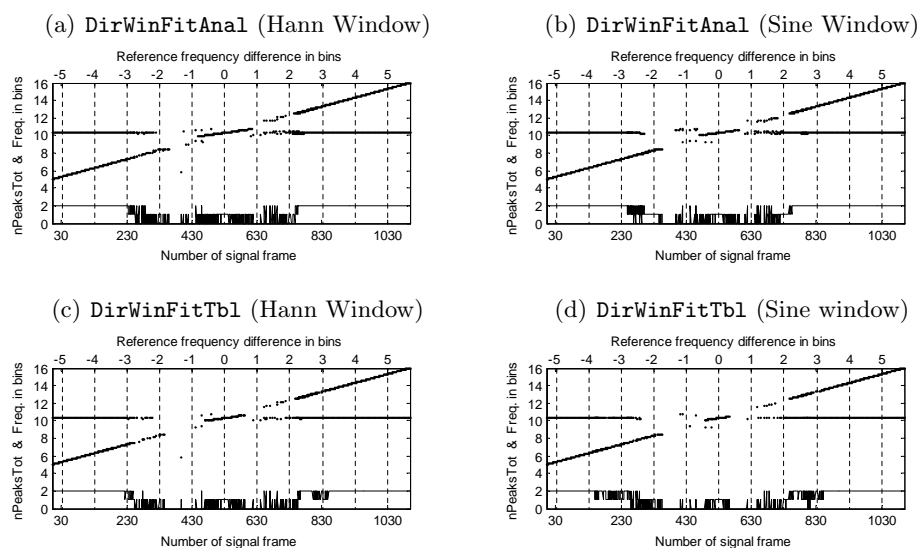 (a) DirWinFitAnal (Hann Window)
Reference frequency difference in bins
-5 -4 -3 -2 -1 0 1 2 3 4 5
nPeaksTot & Freq. in bins
16
14
12
10
8
6
4
2
0
30 230 430 630 830 1030
Number of signal frame
(b) DirWinFitAnal (Sine Window)
Reference frequency difference in bins
-5 -4 -3 -2 -1 0 1 2 3 4 5
nPeaksTot & Freq. in bins
16
14
12
10
8
6
4
2
0
30 230 430 630 830 1030
Number of signal frame
(c) DirWinFitTbl (Hann Window)
Reference frequency difference in bins
-5 -4 -3 -2 -1 0 1 2 3 4 5
nPeaksTot & Freq. in bins
16
14
12
10
8
6
4
2
0
30 230 430 630 830 1030
Number of signal frame
(d) DirWinFitTbl (Sine window)
Reference frequency difference in bins
-5 -4 -3 -2 -1 0 1 2 3 4 5
nPeaksTot & Freq. in bins
16
14
12
10
8
6
4
2
0
30 230 430 630 830 1030
Number of signal frame